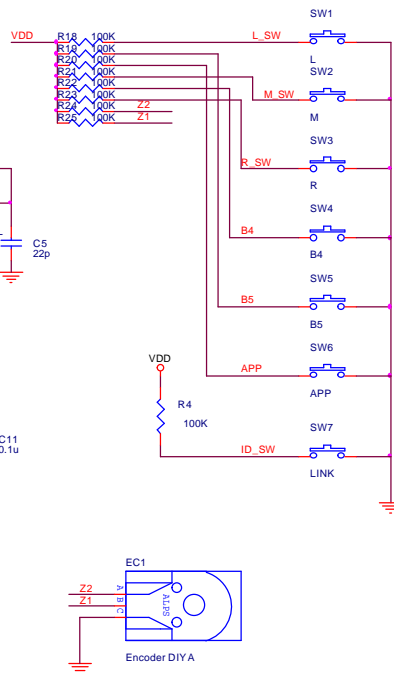 SW1
VDD
R18 100K
L_SW
R19 100K
L
R20 100K
SW2
R21 100K
R22 100K
M_SW
R23 100K
R24 100K
Z2
R25 100K
Z1
M
SW3
R_SW
R
SW4
B4
C5
22p
B4
SW5
B5
B5
SW6
VDD
APP
APP
R4
100K
SW7
C11
0.1u
ID_SW
LINK
EC1
Z2
A
Z1
B
C
ALPS
Encoder DIYA